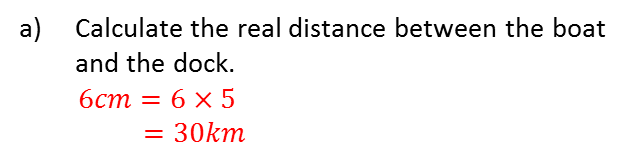 a) Calculate the real distance between the boat
and the dock.
6cm = 6 × 5
= 30km